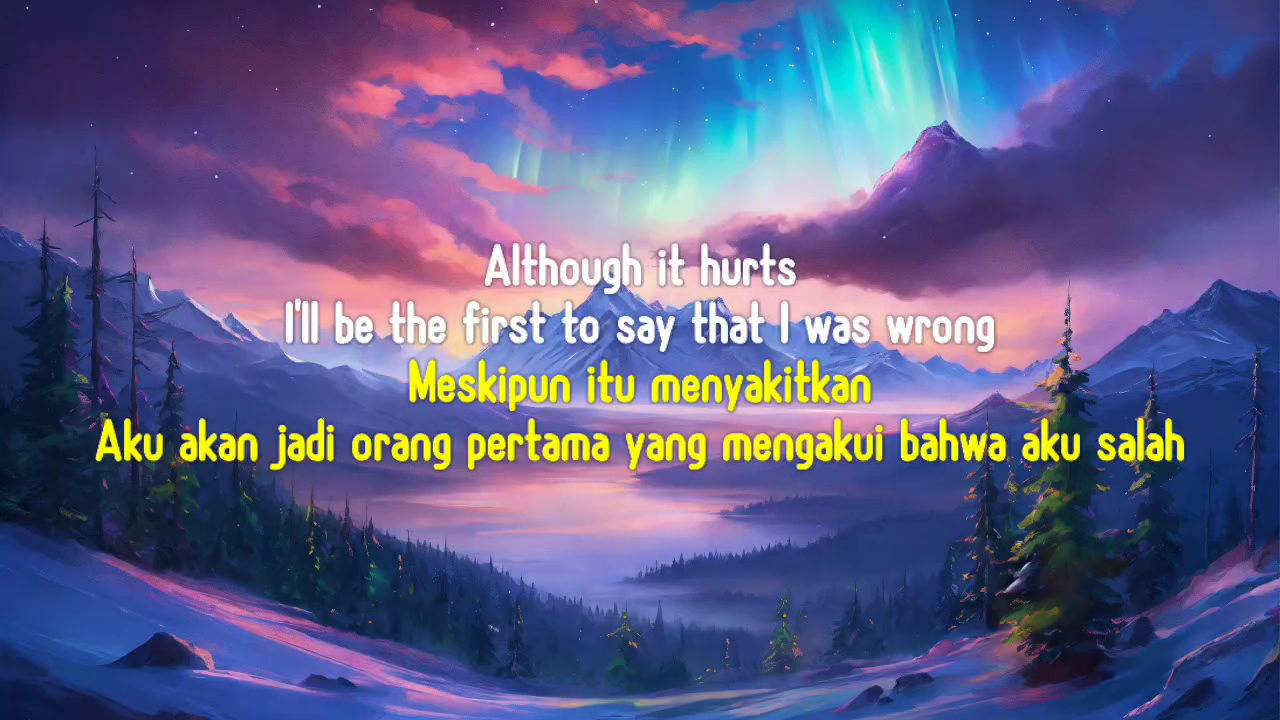 Although it hurts
I'll be the first to say that I was wrong
Meskipun itu menyakitkan
Aku akan jadi orang pertama yang mengakui bahwa aku salah